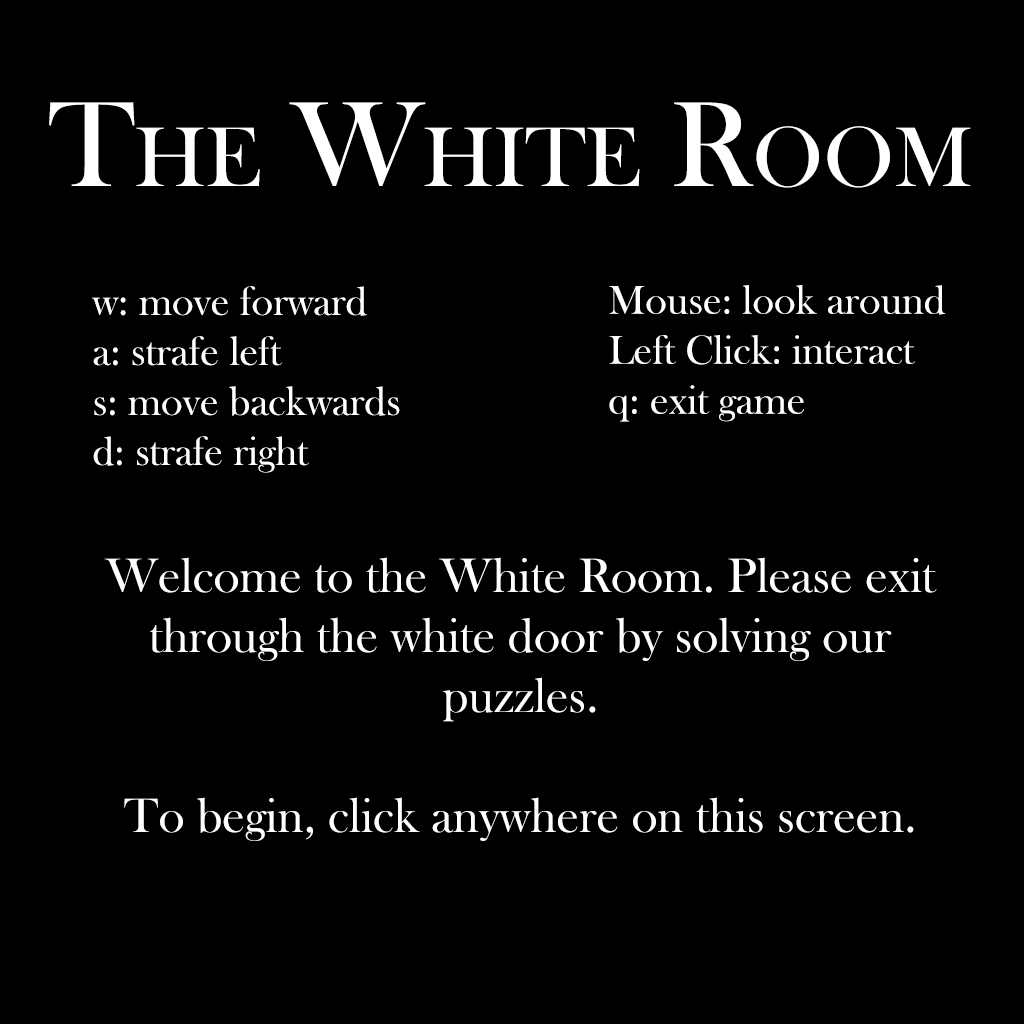 The White Room
w: move forward
a: strafe left
s: move backwards
d: strafe right
Mouse: look around
Left Click: interact
q: exit game
Welcome to the White Room. Please exit
through the white door by solving our
puzzles.
To begin, click anywhere on this screen.